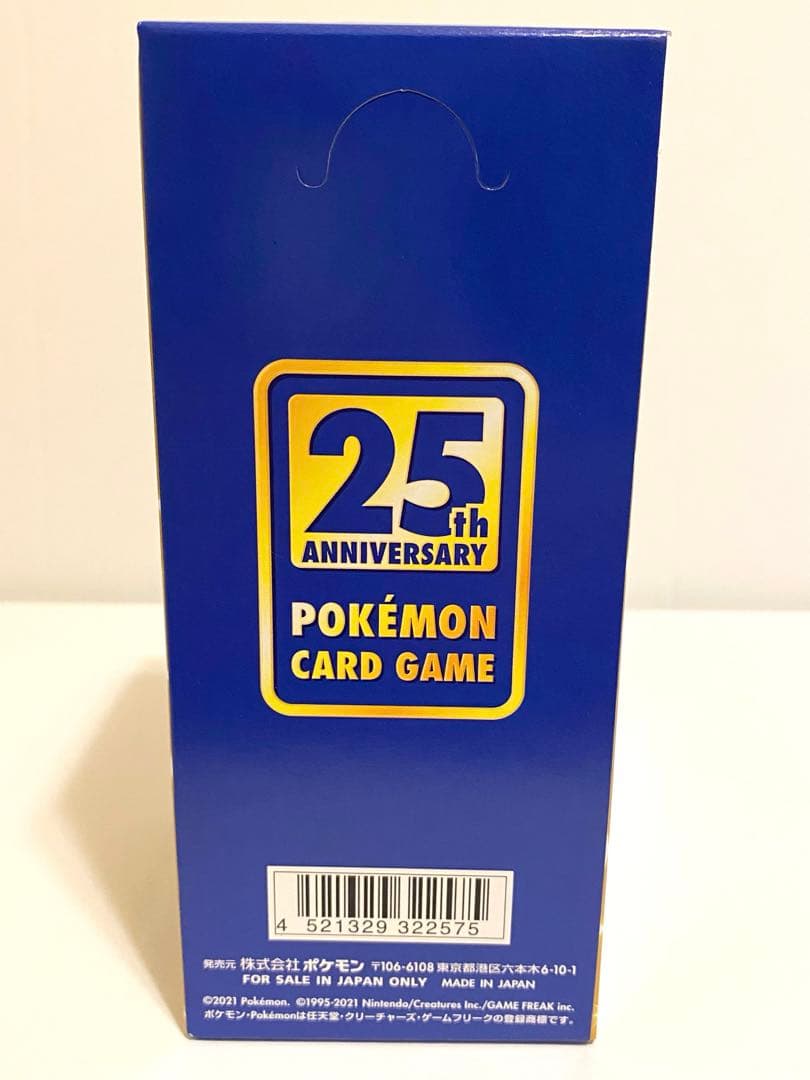 25th
ANNIVERSARY
POKÉMON
CARD GAME
4 521329 322575
発売元 株式会社 ポケモン 〒106-6108 東京都港区六本木6-10-1
FOR SALE IN JAPAN ONLY MADE IN JAPAN
©2021 Pokémon. ©1995-2021 Nintendo/Creatures Inc./GAME FREAK inc.
ポケモン・Pokémonは任天堂・クリーチャーズ・ゲームフリークの登録商標です。